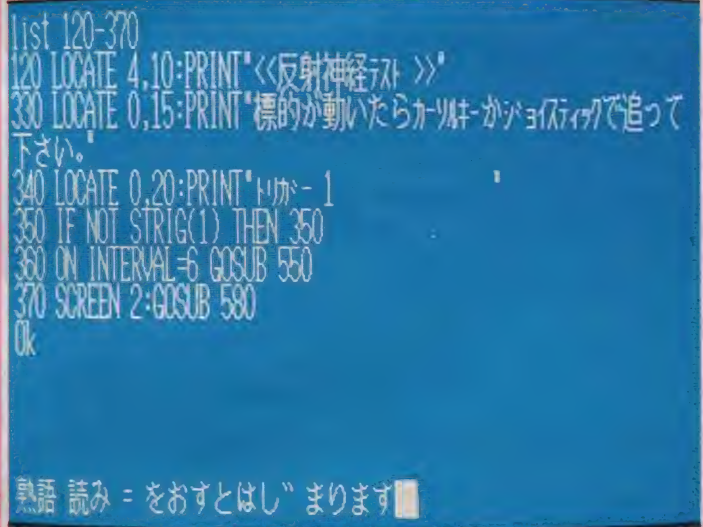 list 120-370
120 LOCATE 4,10:PRINT"<<反射神経ﾃｽﾄ >>"
330 LOCATE 0,15:PRINT"標的が動いたらｶｰｿﾙｷｰかｼﾞｮｲｽﾃｨｯｸで追って
下さい。"
340 LOCATE 0,20:PRINT"ﾄﾘｶﾞｰ 1 "
350 IF NOT STRIG(1) THEN 350
360 ON INTERVAL=6 GOSUB 550
370 SCREEN 2:GOSUB 580
Ok
熟語 読み = をおすとはし゛まります